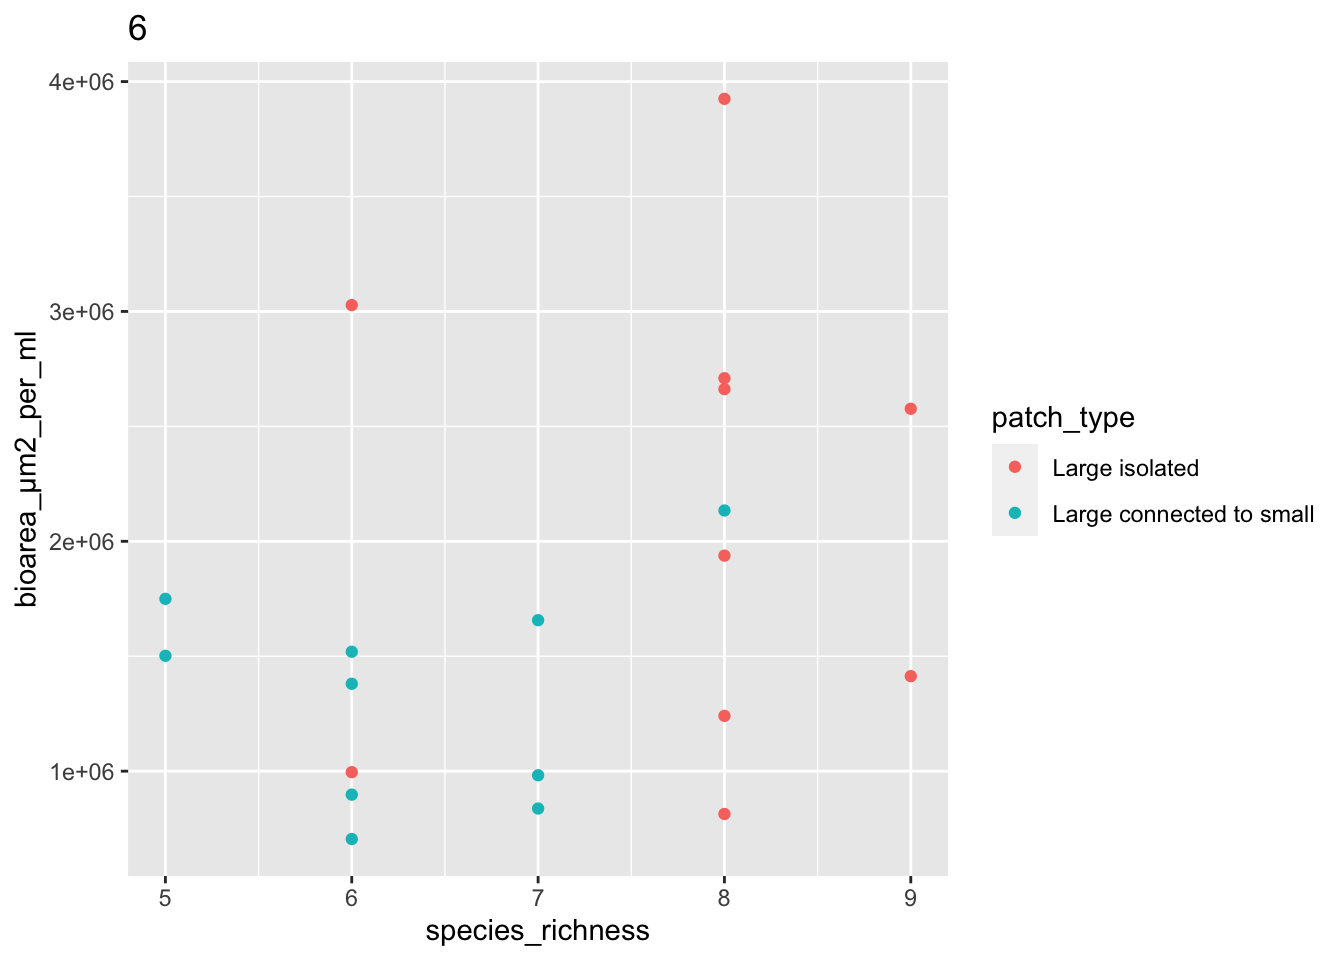 6
4e+06
3e+06
2e+06
1e+06
bioarea_µm2_per_ml
5 6 7 8 9
species_richness
patch_type
Large isolated
Large connected to small